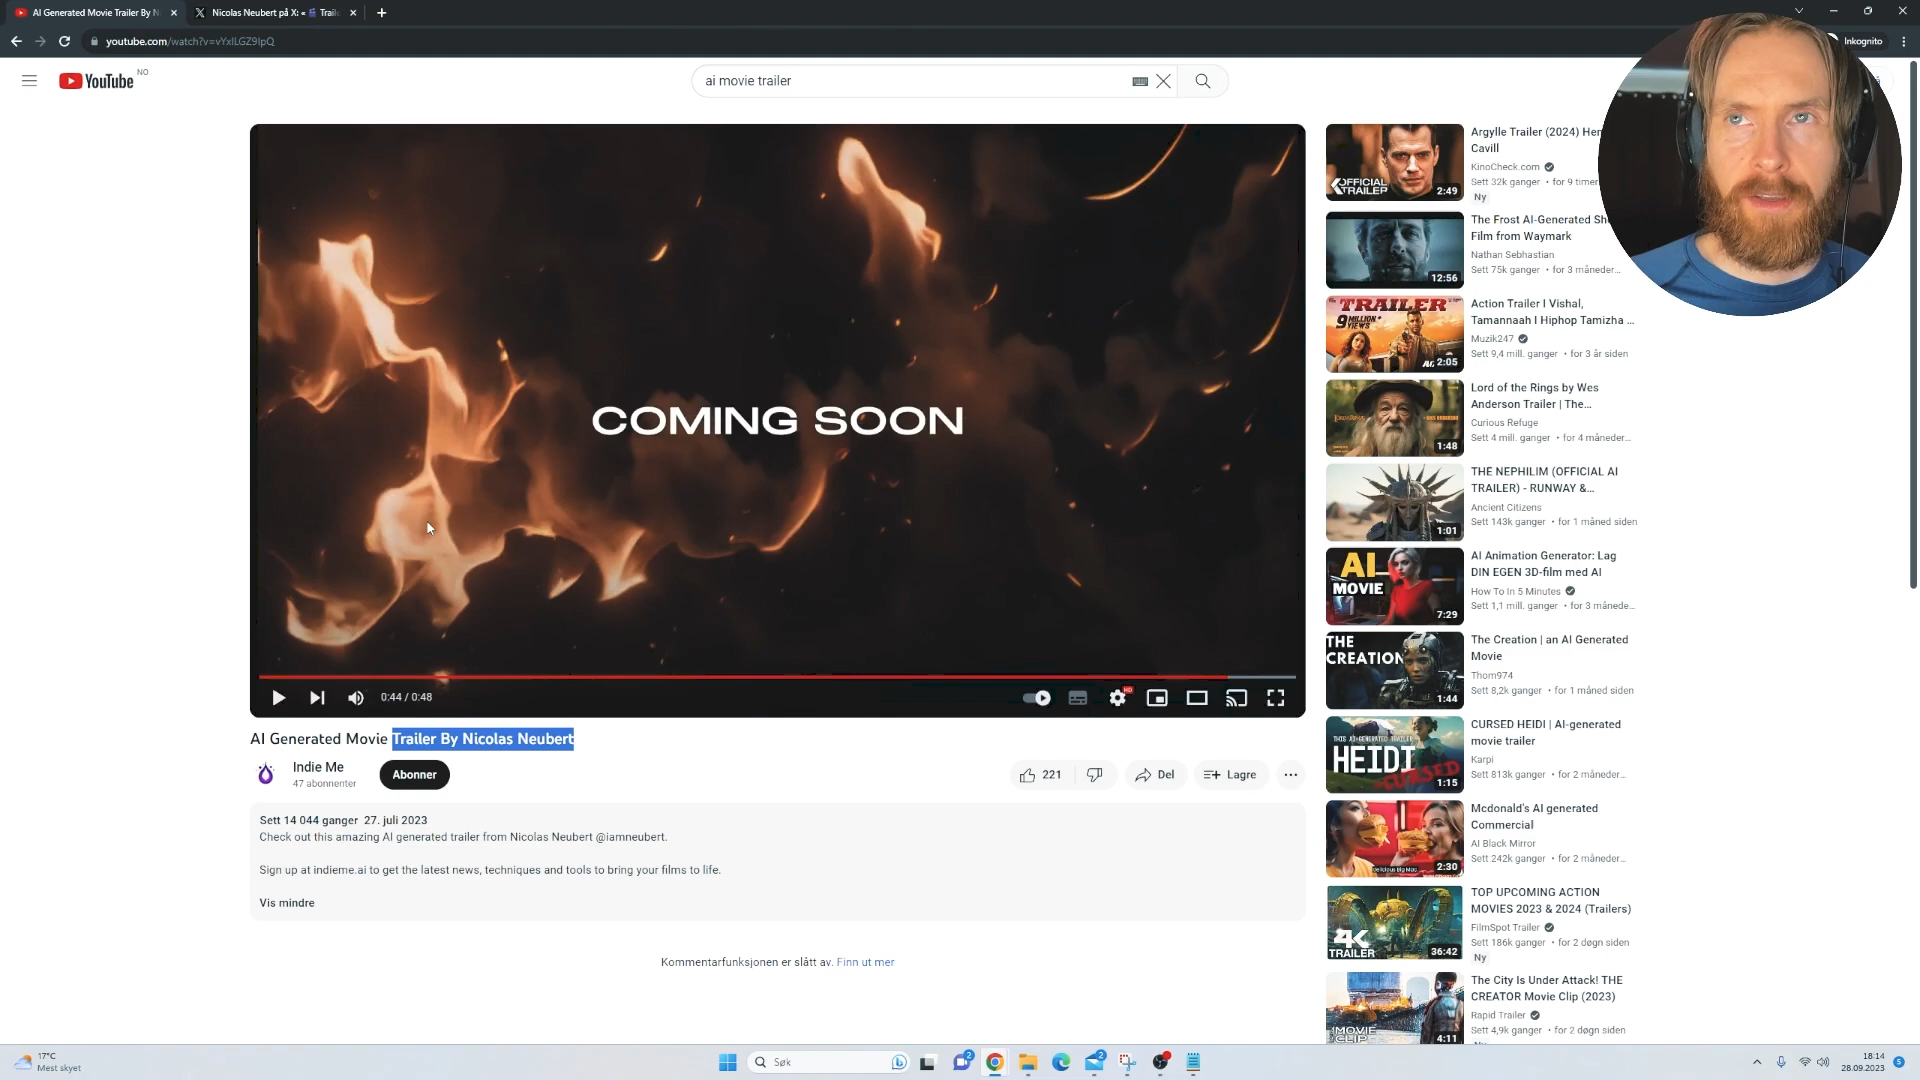 AI Generated Movie Trailer By N
Nicolas Neubert på X: «
Trail
youtube.com/watch?v=vYxILGZ9IpQ
Inkognito
YouTube
NO
ai movie trailer
COMING SOON
0:44 / 0:48
HD
AI Generated Movie Trailer By Nicolas Neubert
Indie Me
47 abonnenter
Abonner
221
Del
Lagre
Sett 14 044 ganger 27. juli 2023
Check out this amazing AI generated trailer from Nicolas Neubert @iamneubert.
Sign up at indieme.ai to get the latest news, techniques and tools to bring your films to life.
Vis mindre
Kommentarfunksjonen er slått av. Finn ut mer
OFFICIAL
TRAILER
2:49
Argylle Trailer (2024) Hen
Cavill
KinoCheck.com
Sett 32k ganger • for 9 timer
Ny
12:56
The Frost AI-Generated Sho
Film from Waymark
Nathan Sebhastian
Sett 75k ganger • for 3 måneder...
TRAILER
9 MILLION+
VIEWS
2:05
Action Trailer I Vishal,
Tamannaah I Hiphop Tamizha ...
Muzik247
Sett 9,4 mill. ganger • for 3 år siden
1:48
Lord of the Rings by Wes
Anderson Trailer | The...
Curious Refuge
Sett 4 mill. ganger • for 4 måneder...
1:01
THE NEPHILIM (OFFICIAL AI
TRAILER) - RUNWAY &...
Ancient Citizens
Sett 143k ganger • for 1 måned siden
AI
MOVIE
7:29
AI Animation Generator: Lag
DIN EGEN 3D-film med AI
How To In 5 Minutes
Sett 1,1 mill. ganger • for 3 månede...
THE
CREATION
1:44
The Creation | an AI Generated
Movie
Thom974
Sett 8,2k ganger • for 1 måned siden
THIS AI-GENERATED TRAILER
HEIDI
CURSED
1:15
CURSED HEIDI | AI-generated
movie trailer
Karpi
Sett 813k ganger • for 2 måneder...
delicious Big Mac
2:30
Mcdonald's AI generated
Commercial
AI Black Mirror
Sett 242k ganger • for 2 måneder...
4K
TRAILER
36:42
TOP UPCOMING ACTION
MOVIES 2023 & 2024 (Trailers)
FilmSpot Trailer
Sett 186k ganger • for 2 døgn siden
Ny
MOVIE
CLIP
4:11
The City Is Under Attack! THE
CREATOR Movie Clip (2023)
Rapid Trailer
Sett 4,9k ganger • for 2 døgn siden
17°C
Mest skyet
Søk
2
2
18:14
28.09.2023
5